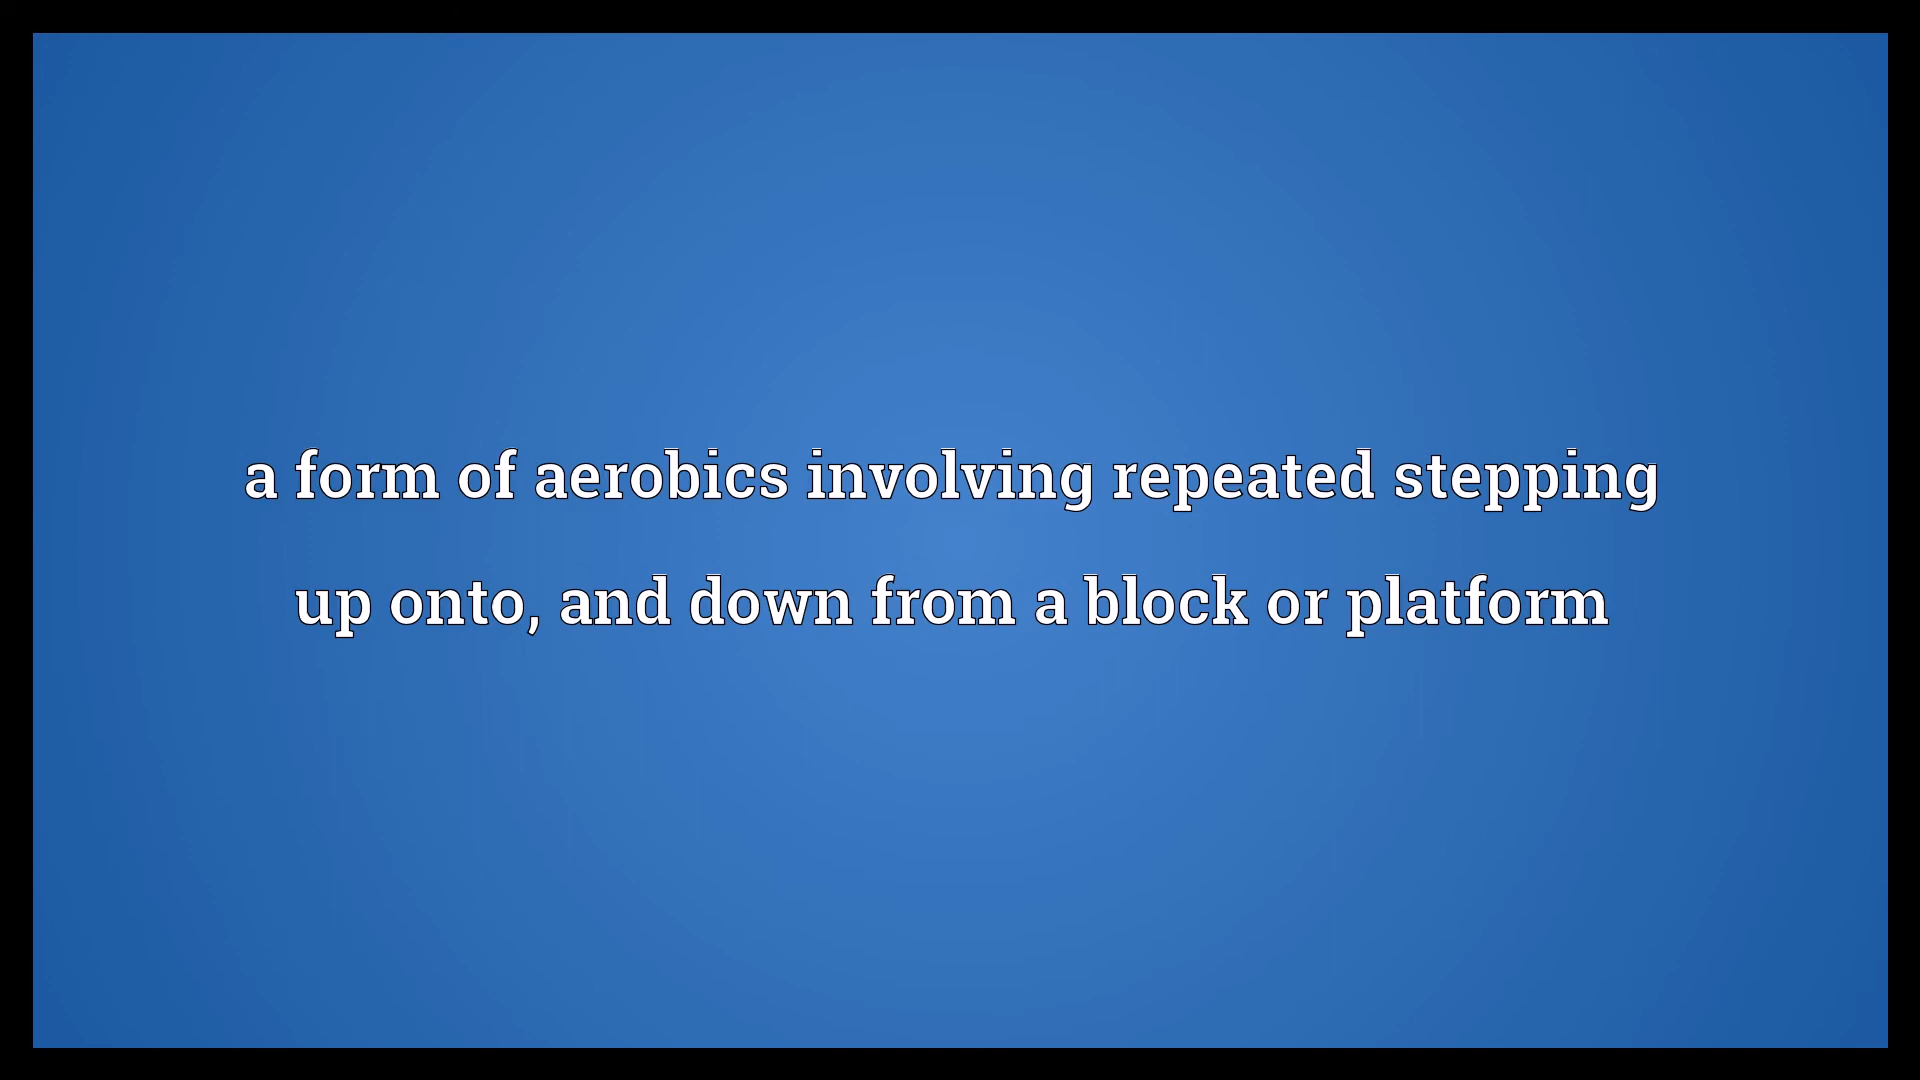 a form of aerobics involving repeated stepping
up onto, and down from a block or platform